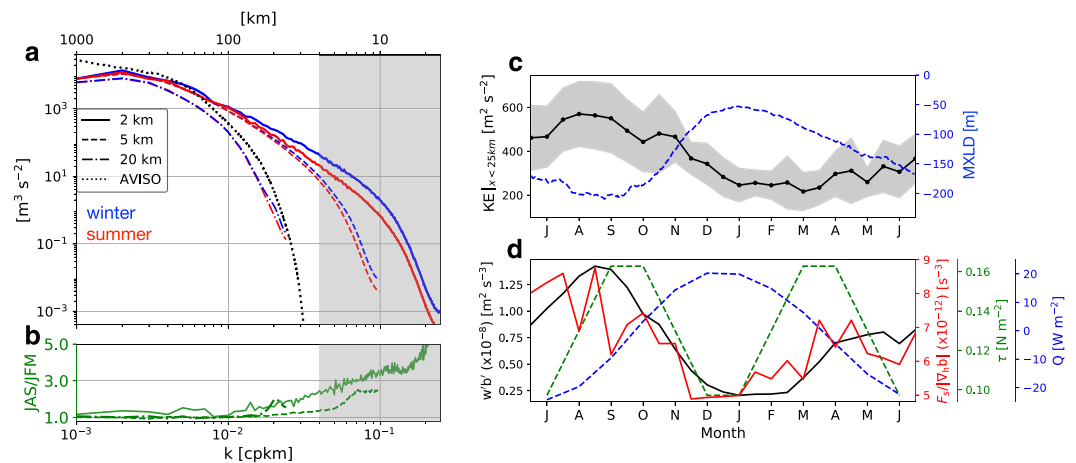 [km]
1000 100 10
a
10³
10¹
10⁻¹
10⁻³
[m³ s⁻²]
2 km
5 km
20 km
AVISO
winter
summer
b
5.0
3.0
1.0
JAS/JFM
10⁻³ 10⁻² 10⁻¹
k [cpkm]
c
600
400
200
KE|ₓ<₂₅ₖₘ [m² s⁻²]
0
−50
−100
−150
−200
MXLD [m]
J A S O N D J F M A M J J
d
1.25
1.00
0.75
0.50
0.25
w′b′ (x10⁻⁸) [m² s⁻³]
9
8
7
6
5
Fₛ/|∇ₕb| (x10⁻¹²) [s⁻³]
0.16
0.14
0.12
0.10
τ [N m⁻²]
20
10
0
−10
−20
Q [W m⁻²]
J A S O N D J F M A M J J
Month